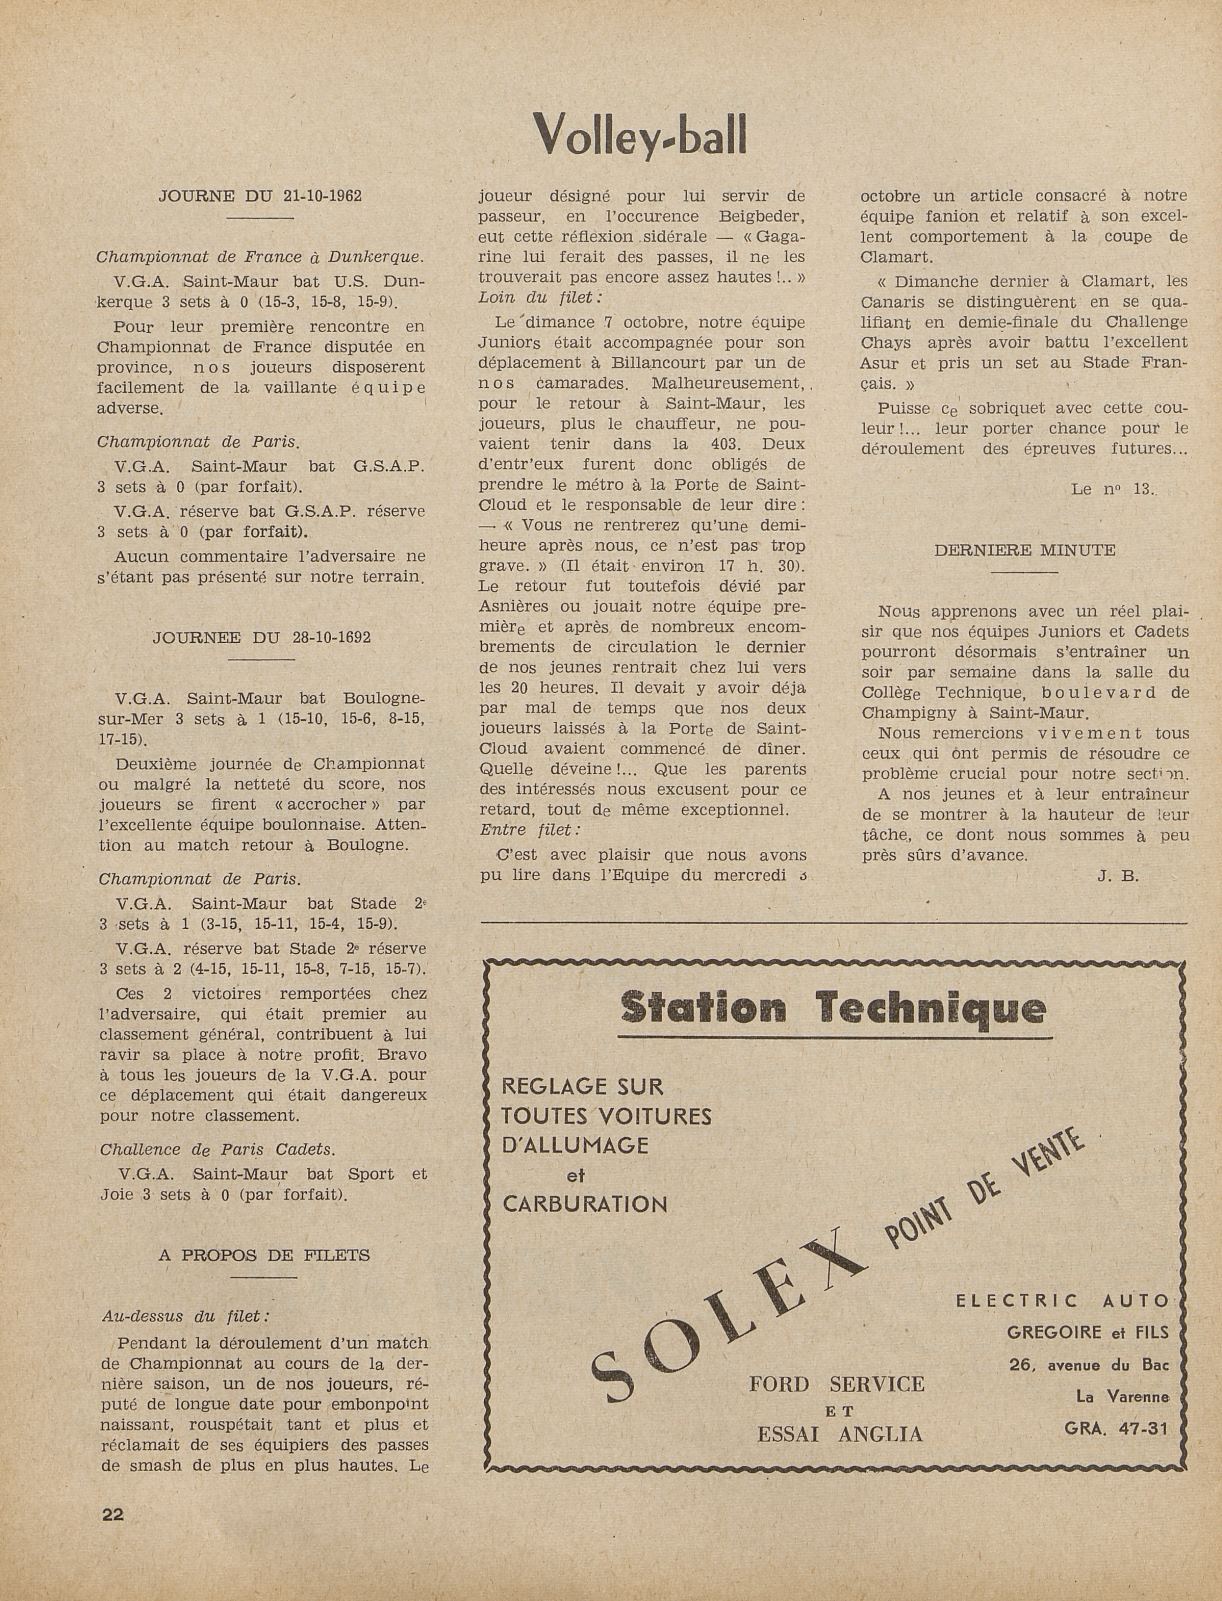 Volley-ball
JOURNE DU 21-10-1962
Championnat de France à Dunkerque.
V.G.A. Saint-Maur bat U.S. Dun-
kerque 3 sets à 0 (15-3, 15-8, 15-9).
Pour leur première rencontre en
Championnat de France disputée en
province, nos joueurs disposerent
facilement de la vaillante équipe
adverse.
Championnat de Paris.
V.G.A. Saint-Maur bat G.S.A.P.
3 sets à 0 (par forfait).
V.G.A. réserve bat G.S.A.P. réserve
3 sets à 0 (par forfait).
Aucun commentaire l'adversaire ne
s'étant pas présenté sur notre terrain.
JOURNEE DU 28-10-1692
V.G.A. Saint-Maur bat Boulogne-
sur-Mer 3 sets à 1 (15-10, 15-6, 8-15,
17-15).
Deuxième journée de Championnat
ou malgré la netteté du score, nos
joueurs se firent « accrocher » par
l'excellente équipe boulonnaise. Atten-
tion au match retour à Boulogne.
Championnat de Paris.
V.G.A. Saint-Maur bat Stade 2e
3 sets à 1 (3-15, 15-11, 15-4, 15-9).
V.G.A. réserve bat Stade 2e réserve
3 sets à 2 (4-15, 15-11, 15-8, 7-15, 15-7).
Ces 2 victoires remportées chez
l'adversaire, qui était premier au
classement général, contribuent à lui
ravir sa place à notre profit. Bravo
à tous les joueurs de la V.G.A. pour
ce déplacement qui était dangereux
pour notre classement.
Challence de Paris Cadets.
V.G.A. Saint-Maur bat Sport et
Joie 3 sets à 0 (par forfait).
A PROPOS DE FILETS
Au-dessus du filet :
Pendant la déroulement d'un match
de Championnat au cours de la der-
nière saison, un de nos joueurs, ré-
puté de longue date pour embonpoint
naissant, rouspétait tant et plus et
réclamait de ses équipiers des passes
de smash de plus en plus hautes. Le
joueur désigné pour lui servir de
passeur, en l'occurence Beigbeder,
eut cette réflexion sidérale — « Gaga-
rine lui ferait des passes, il ne les
trouverait pas encore assez hautes !.. »
Loin du filet :
Le dimance 7 octobre, notre équipe
Juniors était accompagnée pour son
déplacement à Billancourt par un de
nos camarades. Malheureusement,
pour le retour à Saint-Maur, les
joueurs, plus le chauffeur, ne pou-
vaient tenir dans la 403. Deux
d'entr'eux furent donc obligés de
prendre le métro à la Porte de Saint-
Cloud et le responsable de leur dire :
— « Vous ne rentrerez qu'une demi-
heure après nous, ce n'est pas trop
grave. » (Il était environ 17 h. 30).
Le retour fut toutefois dévié par
Asnières ou jouait notre équipe pre-
mière et après de nombreux encom-
brements de circulation le dernier
de nos jeunes rentrait chez lui vers
les 20 heures. Il devait y avoir déjà
par mal de temps que nos deux
joueurs laissés à la Porte de Saint-
Cloud avaient commencé de dîner.
Quelle déveine !... Que les parents
des intéressés nous excusent pour ce
retard, tout de même exceptionnel.
Entre filet :
C'est avec plaisir que nous avons
pu lire dans l'Equipe du mercredi 3
octobre un article consacré à notre
équipe fanion et relatif à son excel-
lent comportement à la coupe de
Clamart.
« Dimanche dernier à Clamart, les
Canaris se distinguèrent en se qua-
lifiant en demie-finale du Challenge
Chays après avoir battu l'excellent
Asur et pris un set au Stade Fran-
çais. »
Puisse ce sobriquet avec cette cou-
leur !... leur porter chance pour le
déroulement des épreuves futures...
Le no 13.
DERNIERE MINUTE
Nous apprenons avec un réel plai-
sir que nos équipes Juniors et Cadets
pourront désormais s'entraîner un
soir par semaine dans la salle du
Collège Technique, boulevard de
Champigny à Saint-Maur.
Nous remercions vivement tous
ceux qui ont permis de résoudre ce
problème crucial pour notre section.
A nos jeunes et à leur entraîneur
de se montrer à la hauteur de leur
tâche, ce dont nous sommes à peu
près sûrs d'avance.
J. B.
Station Technique
REGLAGE SUR
TOUTES VOITURES
D'ALLUMAGE
et
CARBURATION
SOLEX POINT DE VENTE
FORD SERVICE
ET
ESSAI ANGLIA
ELECTRIC AUTO
GREGOIRE et FILS
26, avenue du Bac
La Varenne
GRA. 47-31
22